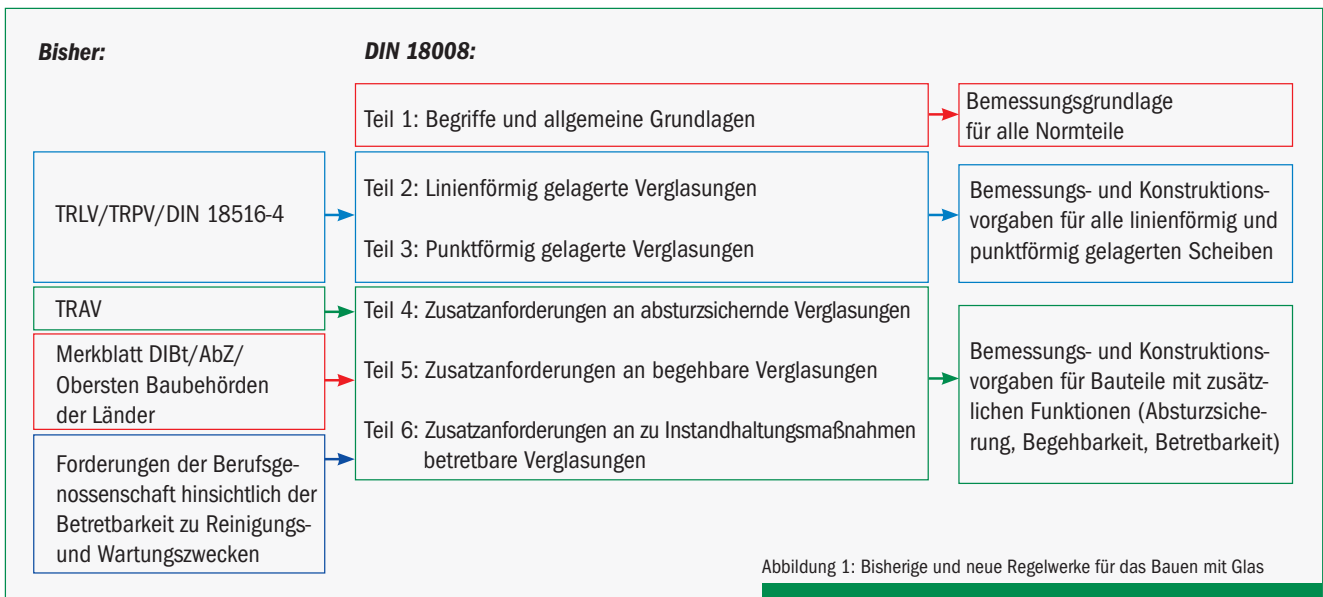 Bisher:
DIN 18008:
Teil 1: Begriffe und allgemeine Grundlagen
Bemessungsgrundlage
für alle Normteile
TRLV/TRPV/DIN 18516-4
Teil 2: Linienförmig gelagerte Verglasungen
Teil 3: Punktförmig gelagerte Verglasungen
Bemessungs- und Konstruktions-
vorgaben für alle linienförmig und
punktförmig gelagerten Scheiben
TRAV
Merkblatt DIBt/AbZ/
Obersten Baubehörden
der Länder
Forderungen der Berufsge-
nossenschaft hinsichtlich der
Betretbarkeit zu Reinigungs-
und Wartungszwecken
Teil 4: Zusatzanforderungen an absturzsichernde Verglasungen
Teil 5: Zusatzanforderungen an begehbare Verglasungen
Teil 6: Zusatzanforderungen an zu Instandhaltungsmaßnahmen
betretbare Verglasungen
Bemessungs- und Konstruktions-
vorgaben für Bauteile mit zusätz-
lichen Funktionen (Absturzsiche-
rung, Begehbarkeit, Betretbarkeit)
Abbildung 1: Bisherige und neue Regelwerke für das Bauen mit Glas